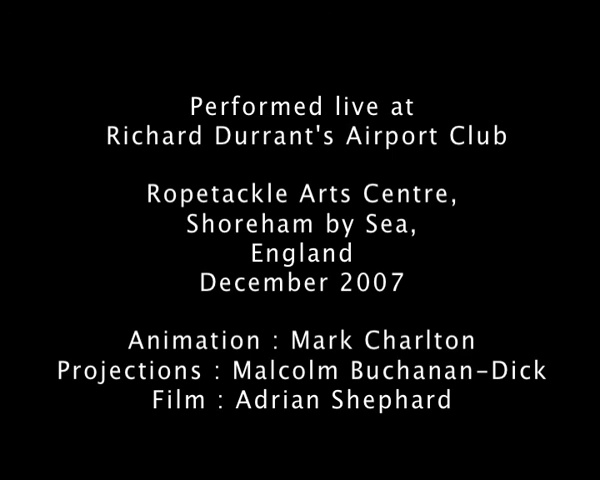 Performed live at
Richard Durrant's Airport Club
Ropetackle Arts Centre,
Shoreham by Sea,
England
December 2007
Animation : Mark Charlton
Projections : Malcolm Buchanan-Dick
Film : Adrian Shephard